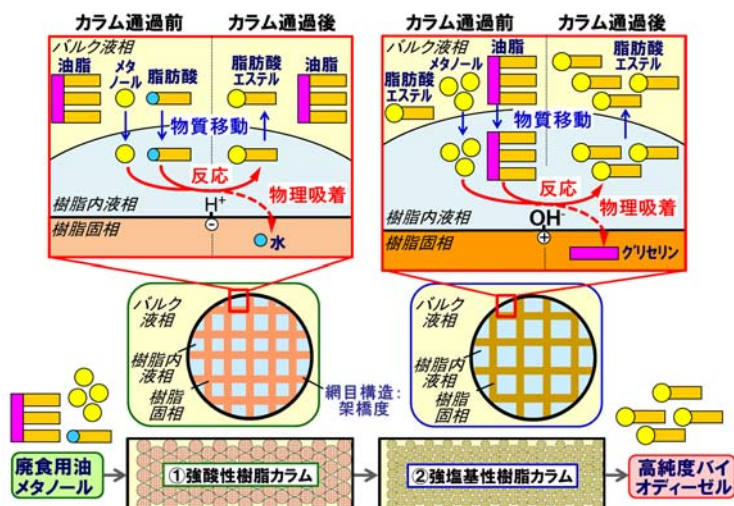 カラム通過前
カラム通過後
バルク液相
油脂
メタノール
脂肪酸
脂肪酸
エステル
油脂
物質移動
反応
物理吸着
樹脂内液相
H+
−
樹脂固相
水
カラム通過前
カラム通過後
バルク液相
脂肪酸
エステル
メタノール
油脂
脂肪酸
エステル
物質移動
反応
物理吸着
樹脂内液相
OH-
+
樹脂固相
グリセリン
バルク
液相
樹脂内
液相
樹脂
固相
網目構造:
架橋度
バルク
液相
樹脂内
液相
樹脂
固相
廃食用油
メタノール
①強酸性樹脂カラム
②強塩基性樹脂カラム
高純度バイ
オディーゼル